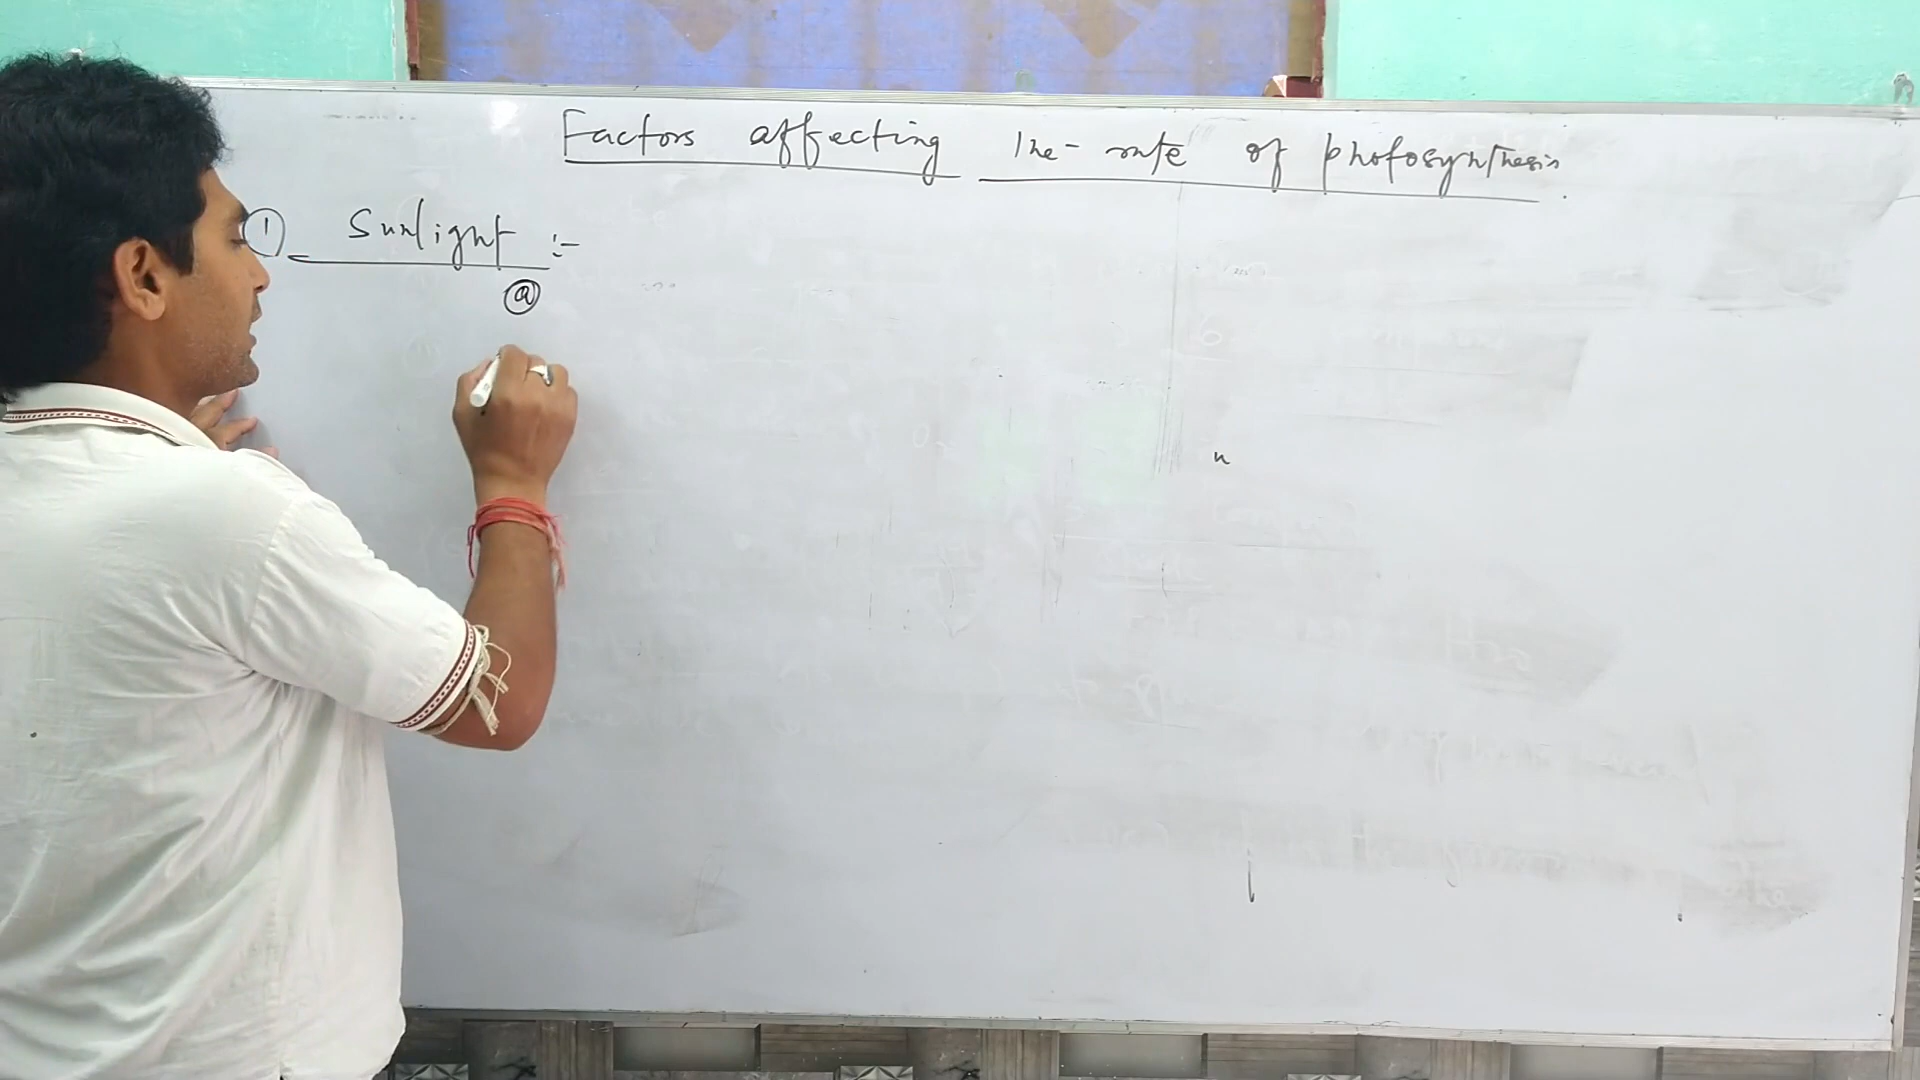 Factors affecting the rate of photosynthesis.
① Sunlight :-
ⓐ